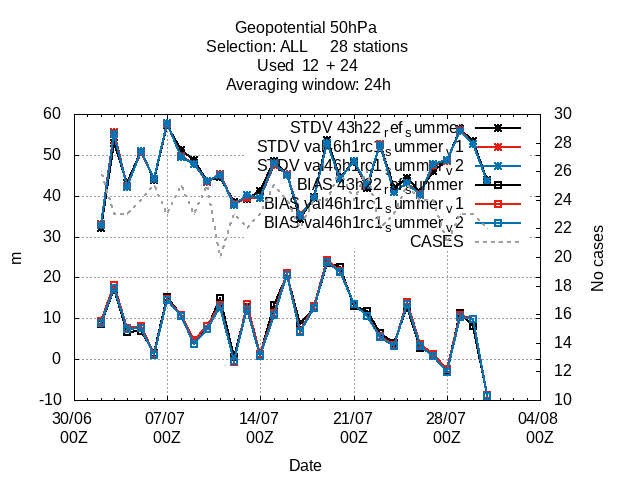 Geopotential 50hPa
Selection: ALL 28 stations
Used 12 + 24
Averaging window: 24h
60
50
40
30
20
10
0
-10
30
28
26
24
22
20
18
16
14
12
10
STDV 43h22ref_summer
STDV val46h1rc1_summer_v1
STDV val46h1rc1_summer_v2
BIAS 43h22ref_summer
BIAS val46h1rc1_summer_v1
BIAS val46h1rc1_summer_v2
CASES
m
No cases
30/06 07/07 14/07 21/07 28/07 04/08
00Z 00Z 00Z 00Z 00Z 00Z
Date